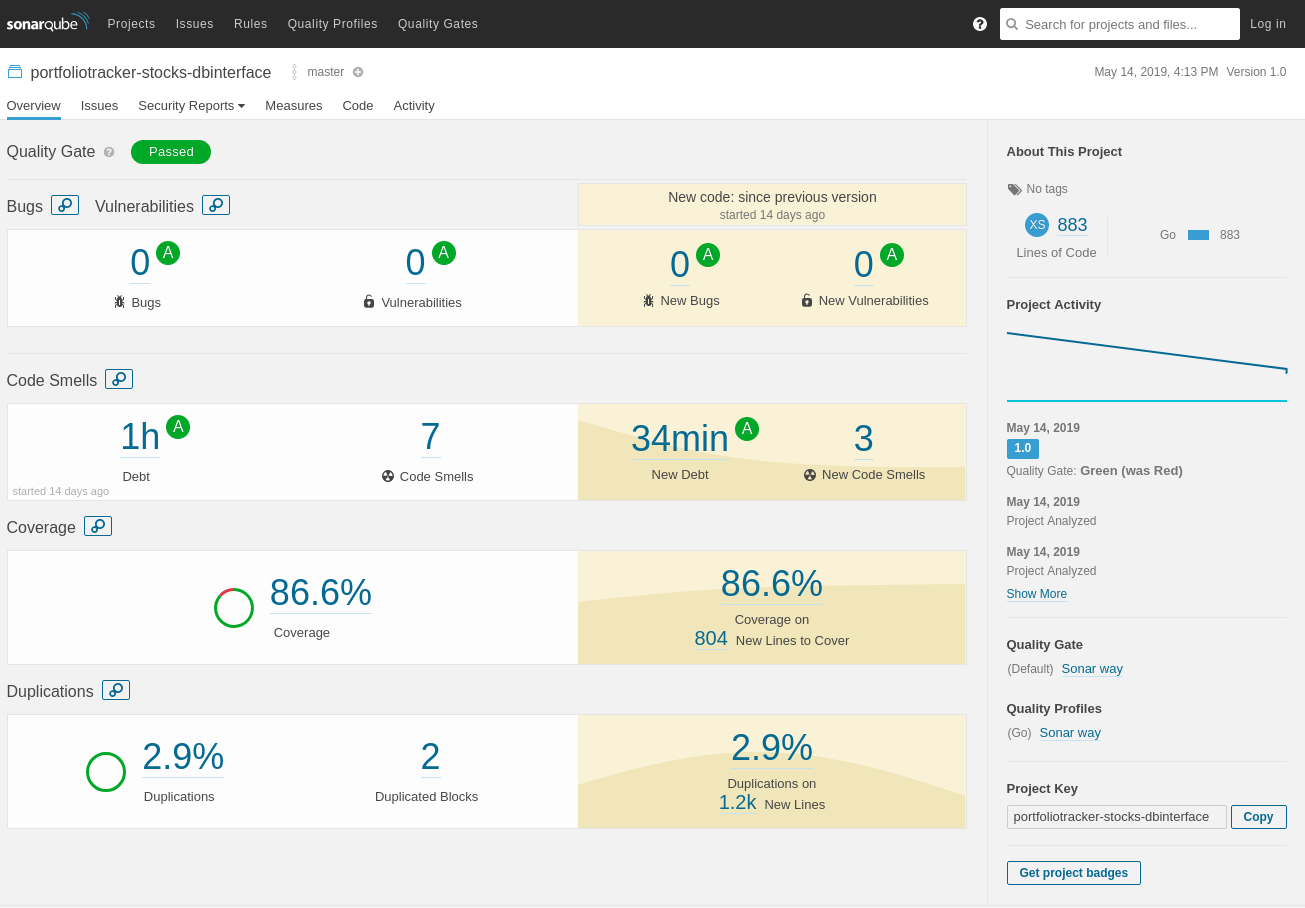 sonarqube Projects Issues Rules Quality Profiles Quality Gates ? Search for projects and files... Log in
portfoliotracker-stocks-dbinterface master May 14, 2019, 4:13 PM Version 1.0
Overview Issues Security Reports Measures Code Activity
Quality Gate ? Passed
Bugs Vulnerabilities
New code: since previous version
started 14 days ago
0 A
Bugs
0 A
Vulnerabilities
0 A
New Bugs
0 A
New Vulnerabilities
Code Smells
1h A
Debt
7
Code Smells
started 14 days ago
34min A
New Debt
3
New Code Smells
Coverage
86.6%
Coverage
86.6%
Coverage on
804 New Lines to Cover
Duplications
2.9%
Duplications
2
Duplicated Blocks
2.9%
Duplications on
1.2k New Lines
About This Project
No tags
XS 883
Lines of Code
Go 883
Project Activity
May 14, 2019
1.0
Quality Gate: Green (was Red)
May 14, 2019
Project Analyzed
May 14, 2019
Project Analyzed
Show More
Quality Gate
(Default) Sonar way
Quality Profiles
(Go) Sonar way
Project Key
portfoliotracker-stocks-dbinterface Copy
Get project badges